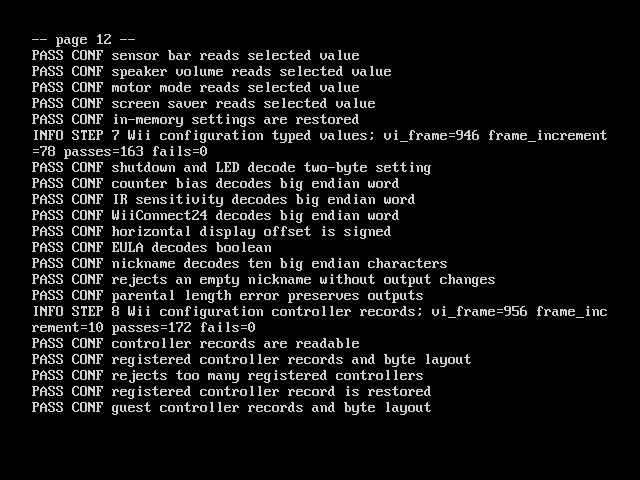 -- page 12 --
PASS CONF sensor bar reads selected value
PASS CONF speaker volume reads selected value
PASS CONF motor mode reads selected value
PASS CONF screen saver reads selected value
PASS CONF in-memory settings are restored
INFO STEP 7 Wii configuration typed values; vi_frame=946 frame_increment
=78 passes=163 fails=0
PASS CONF shutdown and LED decode two-byte setting
PASS CONF counter bias decodes big endian word
PASS CONF IR sensitivity decodes big endian word
PASS CONF WiiConnect24 decodes big endian word
PASS CONF horizontal display offset is signed
PASS CONF EULA decodes boolean
PASS CONF nickname decodes ten big endian characters
PASS CONF rejects an empty nickname without output changes
PASS CONF parental length error preserves outputs
INFO STEP 8 Wii configuration controller records; vi_frame=956 frame_inc
rement=10 passes=172 fails=0
PASS CONF controller records are readable
PASS CONF registered controller records and byte layout
PASS CONF rejects too many registered controllers
PASS CONF registered controller record is restored
PASS CONF guest controller records and byte layout